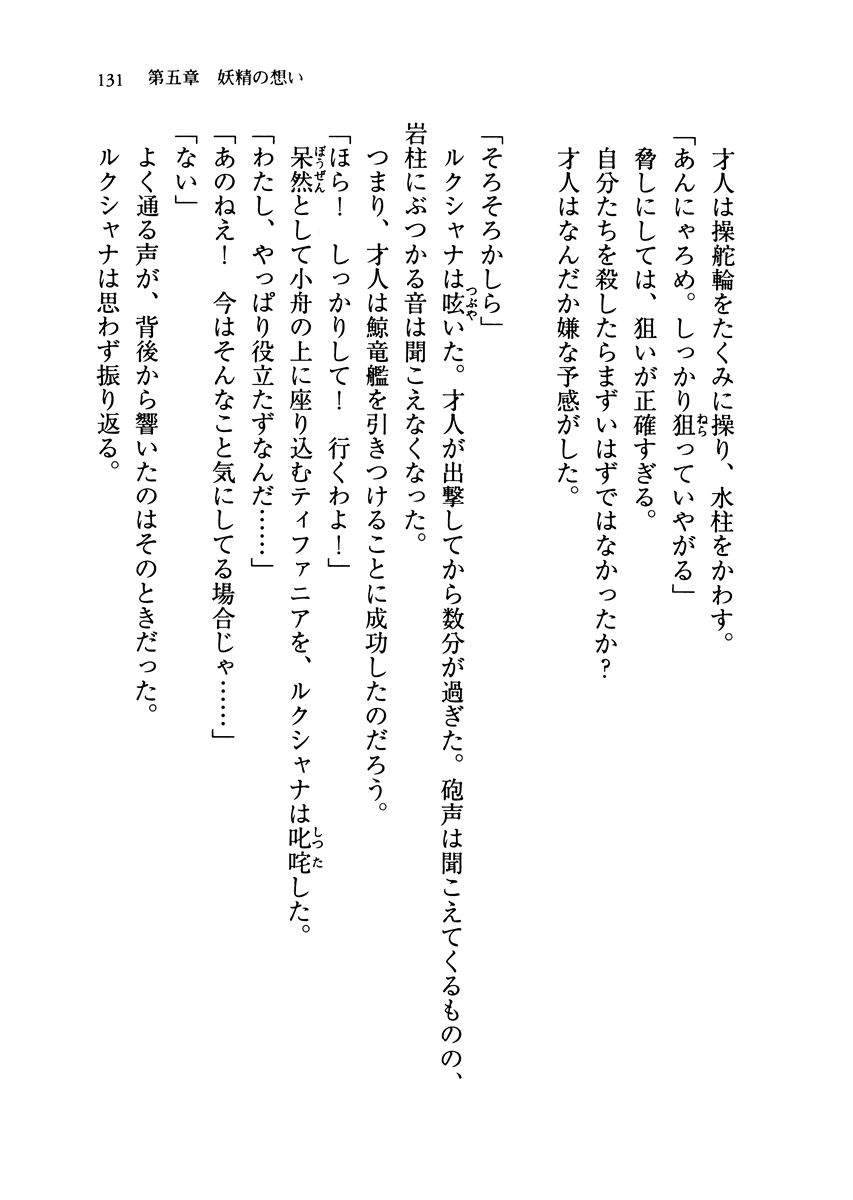 131　第五章　妖精の想い
才人は操舵輪をたくみに操り、水柱をかわす。
「あんにゃろめ。しっかり狙っていやがる」
脅しにしては、狙いが正確すぎる。
自分たちを殺したらまずいはずではなかったか？
才人はなんだか嫌な予感がした。
「そろそろかしら」
ルクシャナは呟いた。才人が出撃してから数分が過ぎた。砲声は聞こえてくるものの、
岩柱にぶつかる音は聞こえなくなった。
つまり、才人は鯨竜艦を引きつけることに成功したのだろう。
「ほら！　しっかりして！　行くわよ！」
呆然として小舟の上に座り込むティファニアを、ルクシャナは叱咤した。
「わたし、やっぱり役立たずなんだ……」
「あのねえ！　今はそんなこと気にしてる場合じゃ……」
「ない」
よく通る声が、背後から響いたのはそのときだった。
ルクシャナは思わず振り返る。